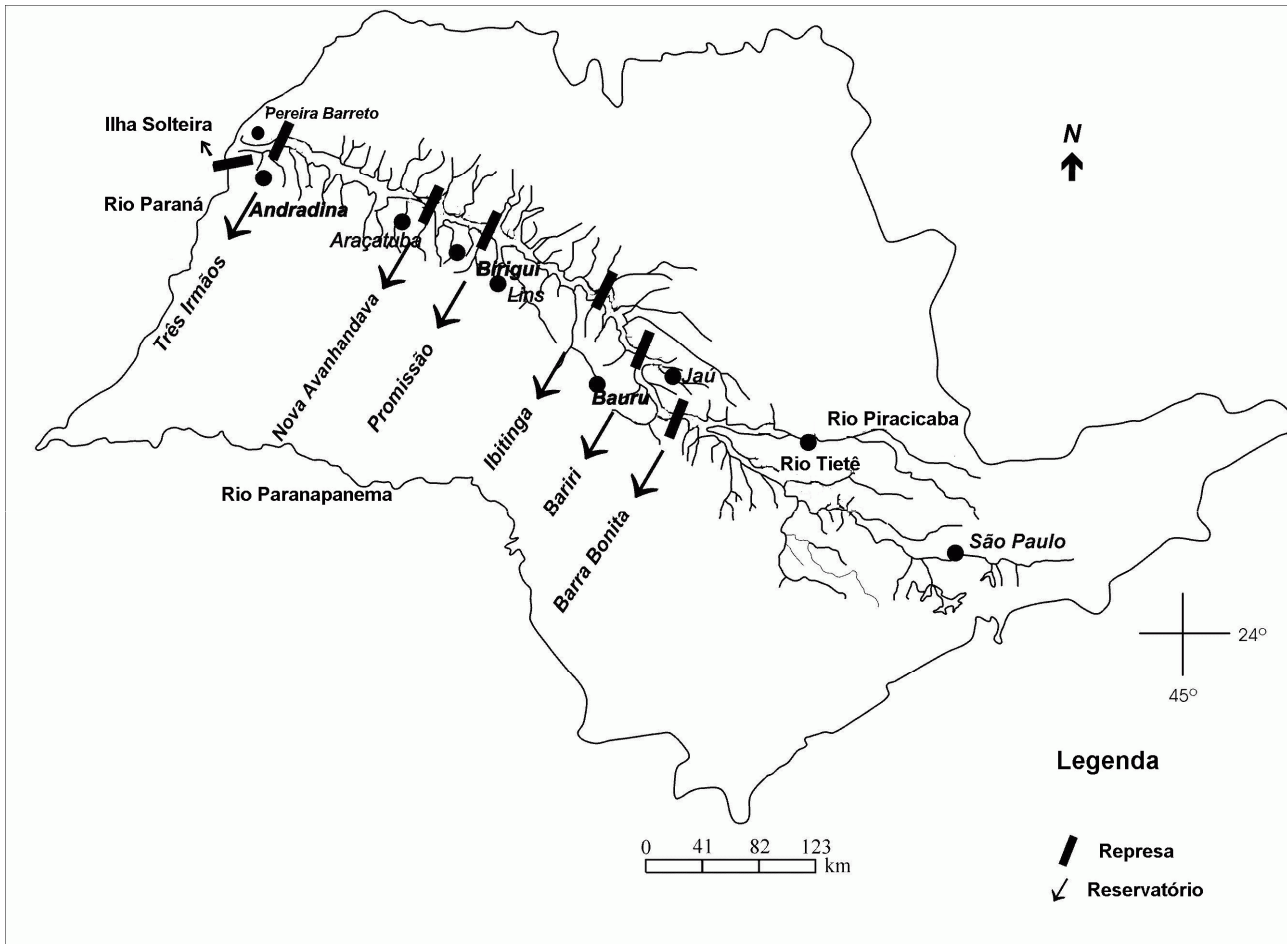 Pereira Barreto
Ilha Solteira
N
Rio Paraná
Andradina
Araçatuba
Três Irmãos
Birigui
Lins
Nova Avanhandava
Promissão
Jaú
Bauru
Ibitinga
Rio Piracicaba
Rio Tietê
Bariri
Rio Paranapanema
Barra Bonita
São Paulo
24º
45º
Legenda
0 41 82 123
km
Represa
Reservatório